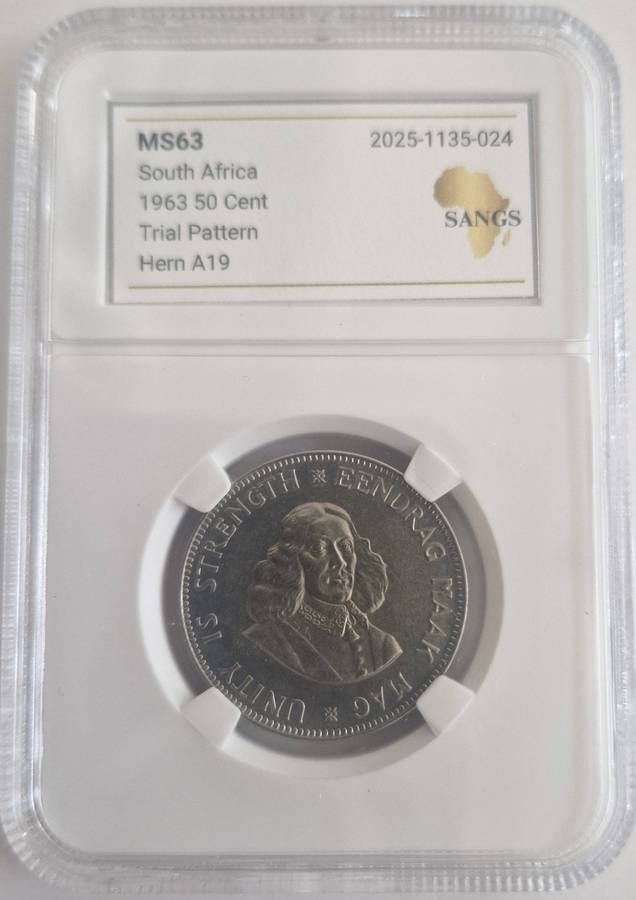 MS63
2025-1135-024
South Africa
1963 50 Cent
Trial Pattern
Hern A19
SANGS
UNITY IS STRENGTH
EENDRAG MAAK MAG